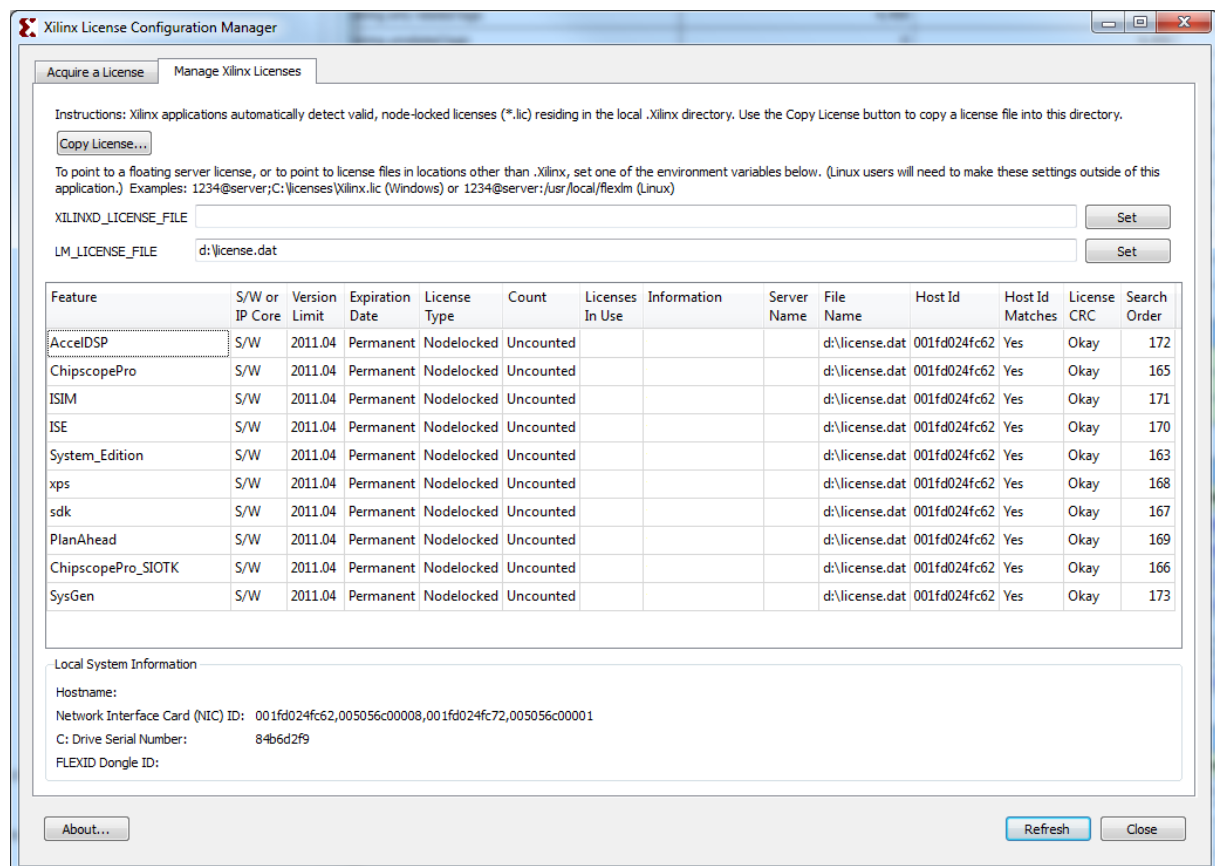 Xilinx License Configuration Manager
Acquire a License Manage Xilinx Licenses
Instructions: Xilinx applications automatically detect valid, node-locked licenses (*.lic) residing in the local .Xilinx directory. Use the Copy License button to copy a license file into this directory.
Copy License...
To point to a floating server license, or to point to license files in locations other than .Xilinx, set one of the environment variables below. (Linux users will need to make these settings outside of this
application.) Examples: 1234@server;C:\licenses\Xilinx.lic (Windows) or 1234@server:/usr/local/flexlm (Linux)
XILINXD_LICENSE_FILE Set
LM_LICENSE_FILE d:\license.dat Set
Feature S/W or Version Expiration License Count Licenses Information Server File Host Id Host Id License Search
IP Core Limit Date Type In Use Name Name Matches CRC Order
AccelDSP S/W 2011.04 Permanent Nodelocked Uncounted d:\license.dat 001fd024fc62 Yes Okay 172
ChipscopePro S/W 2011.04 Permanent Nodelocked Uncounted d:\license.dat 001fd024fc62 Yes Okay 165
ISIM S/W 2011.04 Permanent Nodelocked Uncounted d:\license.dat 001fd024fc62 Yes Okay 171
ISE S/W 2011.04 Permanent Nodelocked Uncounted d:\license.dat 001fd024fc62 Yes Okay 170
System_Edition S/W 2011.04 Permanent Nodelocked Uncounted d:\license.dat 001fd024fc62 Yes Okay 163
xps S/W 2011.04 Permanent Nodelocked Uncounted d:\license.dat 001fd024fc62 Yes Okay 168
sdk S/W 2011.04 Permanent Nodelocked Uncounted d:\license.dat 001fd024fc62 Yes Okay 167
PlanAhead S/W 2011.04 Permanent Nodelocked Uncounted d:\license.dat 001fd024fc62 Yes Okay 169
ChipscopePro_SIOTK S/W 2011.04 Permanent Nodelocked Uncounted d:\license.dat 001fd024fc62 Yes Okay 166
SysGen S/W 2011.04 Permanent Nodelocked Uncounted d:\license.dat 001fd024fc62 Yes Okay 173
Local System Information
Hostname:
Network Interface Card (NIC) ID: 001fd024fc62,005056c00008,001fd024fc72,005056c00001
C: Drive Serial Number: 84b6d2f9
FLEXID Dongle ID:
About... Refresh Close